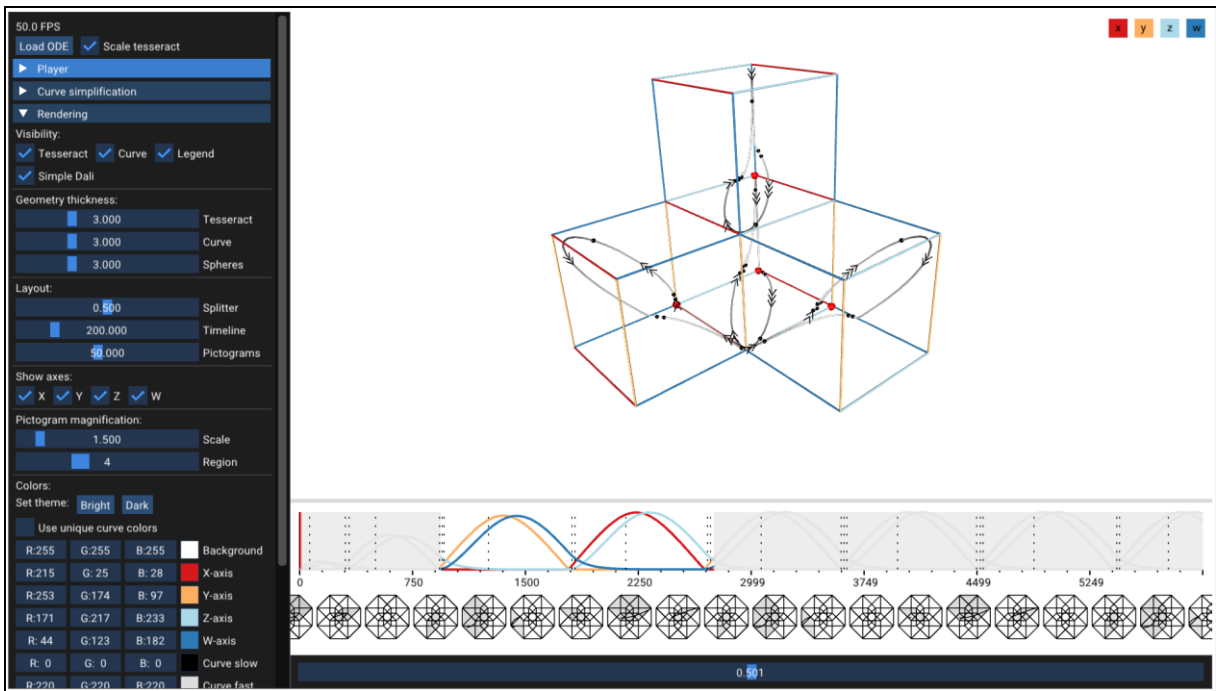 50.0 FPS
Load ODE Scale tesseract
Player
Curve simplification
Rendering
Visibility:
Tesseract Curve Legend
Simple Dali
Geometry thickness:
3.000 Tesseract
3.000 Curve
3.000 Spheres
Layout:
0.500 Splitter
200.000 Timeline
50.000 Pictograms
Show axes:
X Y Z W
Pictogram magnification:
1.500 Scale
4 Region
Colors:
Set theme: Bright Dark
Use unique curve colors
R:255 G:255 B:255 Background
R:215 G: 25 B: 28 X-axis
R:253 G:174 B: 97 Y-axis
R:171 G:217 B:233 Z-axis
R: 44 G:123 B:182 W-axis
R: 0 G: 0 B: 0 Curve slow
R:220 G:220 B:220 Curve fast
x y z w
0 750 1500 2250 2999 3749 4499 5249
0.501